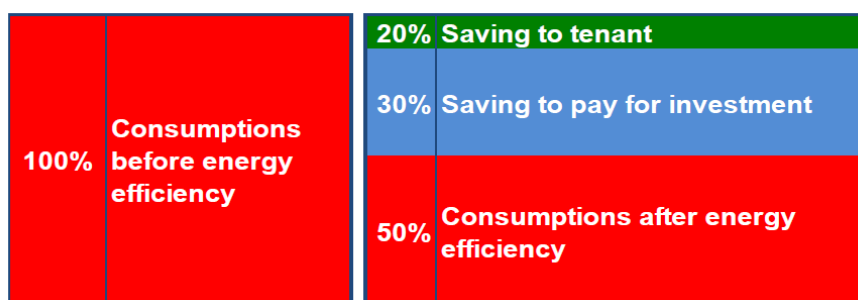 100%
Consumptions
before energy
efficiency
20% Saving to tenant
30% Saving to pay for investment
50%
Consumptions after energy
efficiency